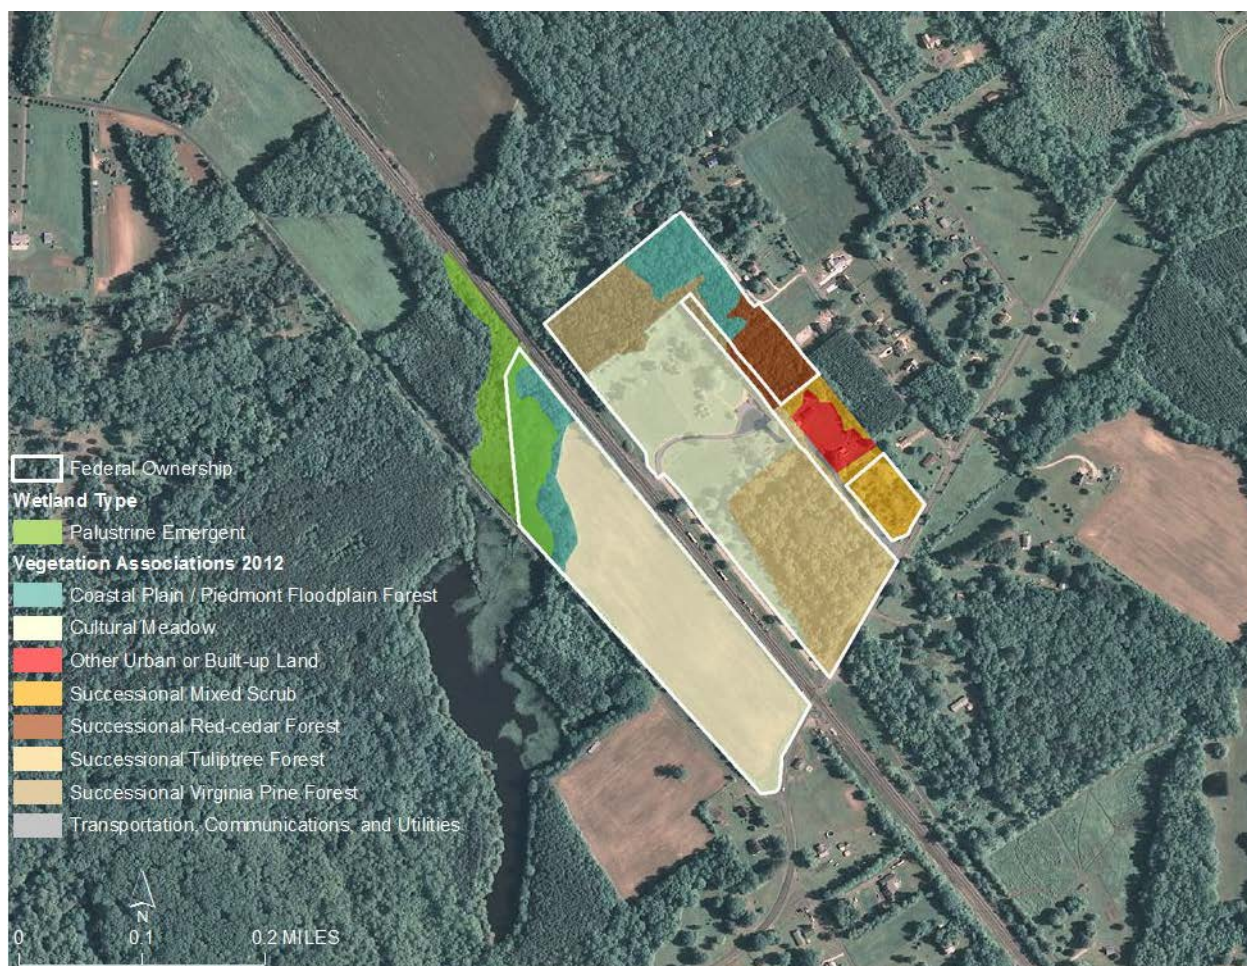 Federal Ownership
Wetland Type
Palustrine Emergent
Vegetation Associations 2012
Coastal Plain / Piedmont Floodplain Forest
Cultural Meadow
Other Urban or Built-up Land
Successional Mixed Scrub
Successional Red-cedar Forest
Successional Tuliptree Forest
Successional Virginia Pine Forest
Transportation, Communications, and Utilities
N
0 0.1 0.2 MILES